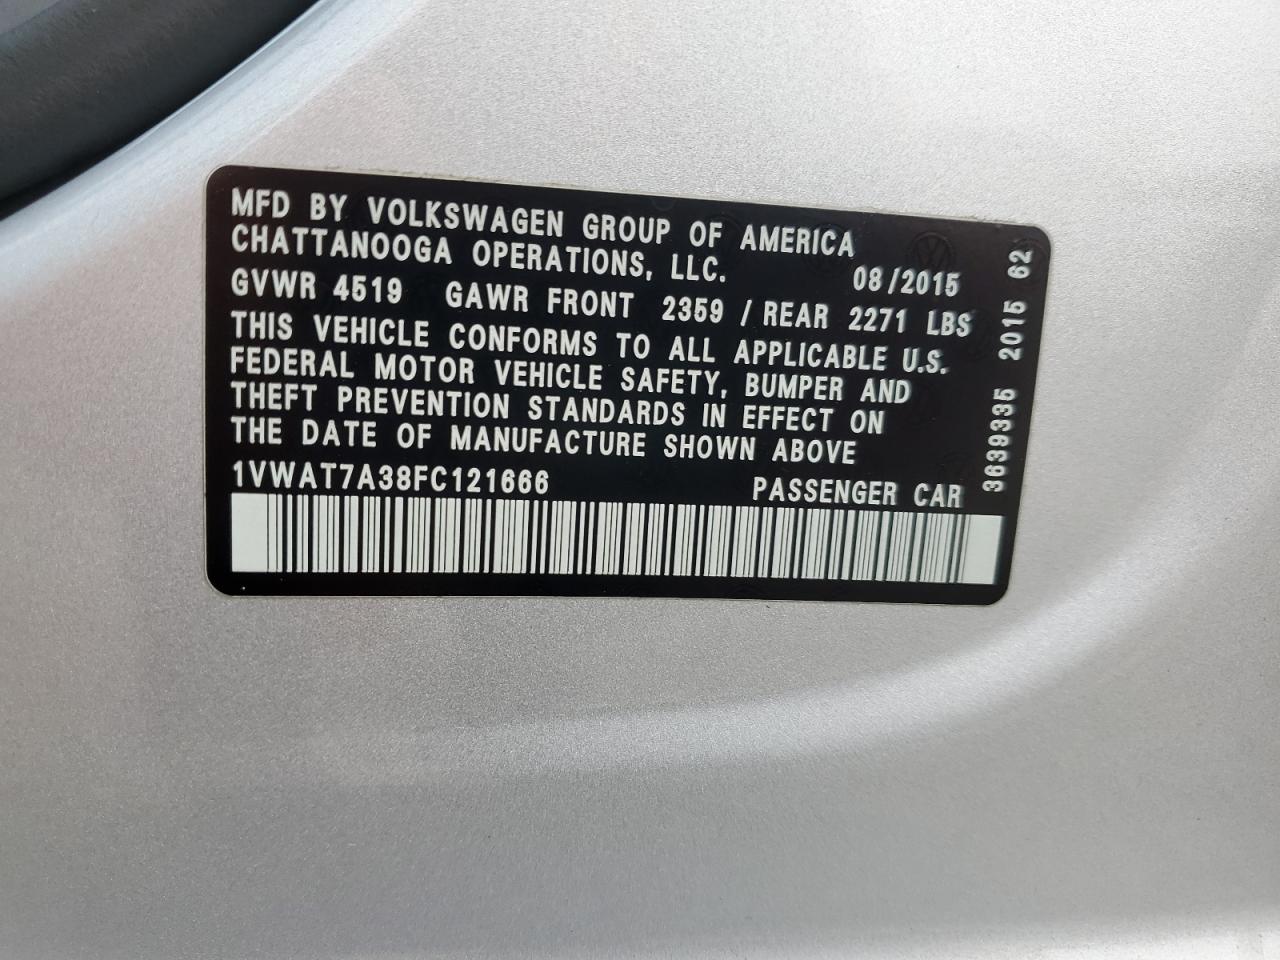 MFD BY VOLKSWAGEN GROUP OF AMERICA
CHATTANOOGA OPERATIONS, LLC. 08/2015
GVWR 4519 GAWR FRONT 2359 / REAR 2271 LBS
THIS VEHICLE CONFORMS TO ALL APPLICABLE U.S.
FEDERAL MOTOR VEHICLE SAFETY, BUMPER AND
THEFT PREVENTION STANDARDS IN EFFECT ON
THE DATE OF MANUFACTURE SHOWN ABOVE
1VWAT7A38FC121666 PASSENGER CAR
3639335 2015 62